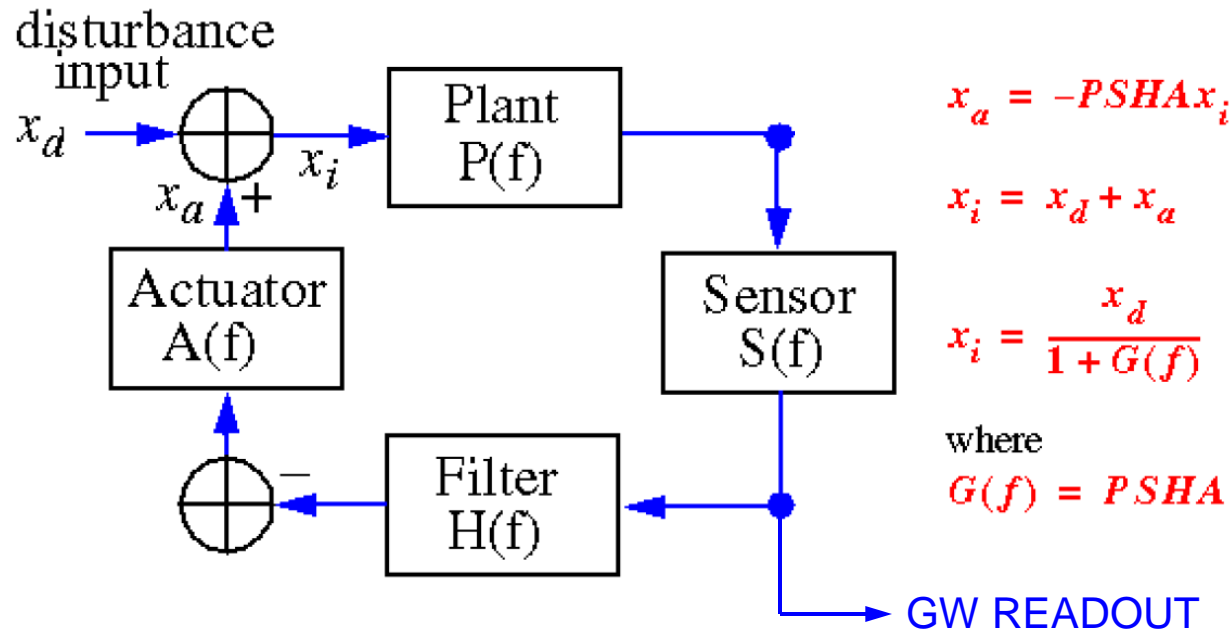 disturbance
input
x_d
+
x_a
x_i
Plant
P(f)
Actuator
A(f)
Sensor
S(f)
−
Filter
H(f)
GW READOUT
x_a = −PSHAx_i
x_i = x_d + x_a
x_i = x_d / (1 + G(f))
where
G(f) = PSHA